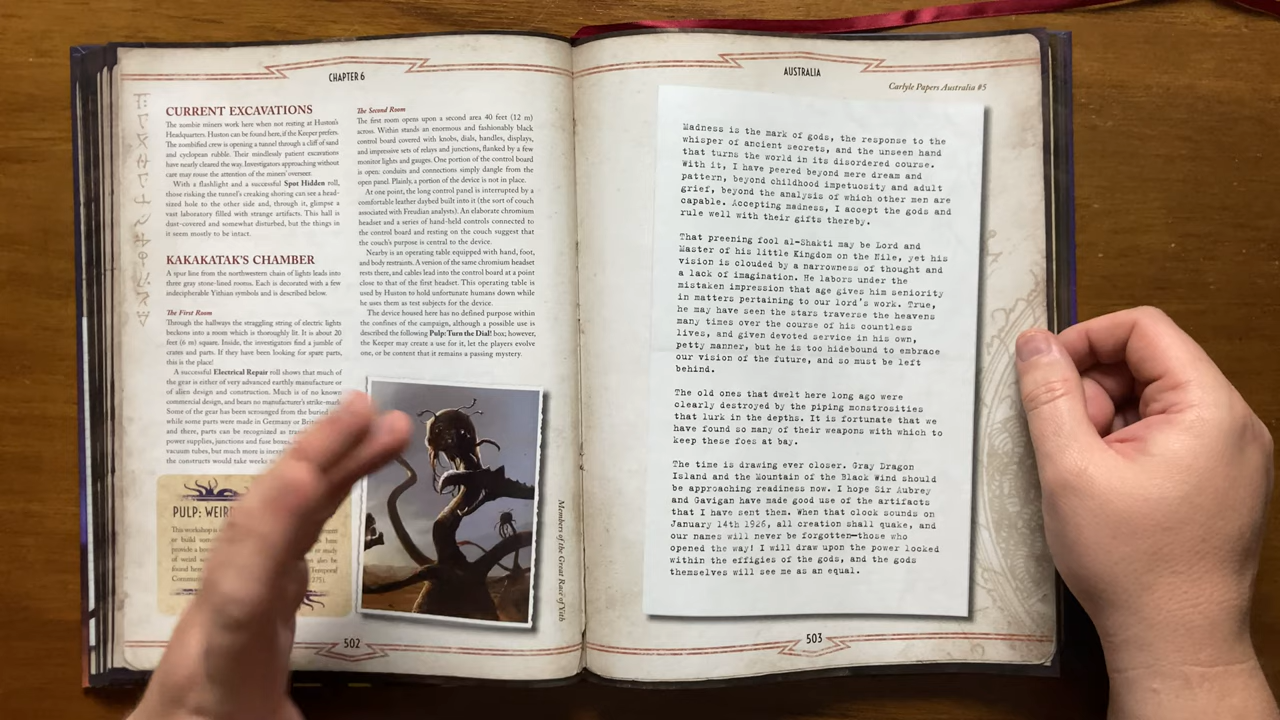 CHAPTER 6
CURRENT EXCAVATIONS
The zombie miners work here when not resting at Huston's
Headquarters. Huston can be found here, if the Keeper prefers.
The zombified crew is opening a tunnel through a cliff of sand
and cyclopean rubble. Their mindlessly patient excavations
have nearly cleared the way. Investigators approaching without
care may rouse the attention of the miners' overseer.
With a flashlight and a successful Spot Hidden roll,
those risking the tunnel's creaking shoring can see a head-
sized hole to the other side and, through it, glimpse a
vast laboratory filled with strange artifacts. This hall is
dust-covered and somewhat disturbed, but the things in
it seem mostly to be intact.
KAKAKATAK'S CHAMBER
A spur line from the northwestern chain of lights leads into
three gray stone-lined rooms. Each is decorated with a few
indecipherable Yithian symbols and is described below.
The First Room
Through the hallways the straggling string of electric lights
beckons into a room which is thoroughly lit. It is about 20
feet (6 m) square. Inside, the investigators find a jumble of
crates and parts. If they have been looking for spare parts,
this is the place!
A successful Electrical Repair roll shows that much of
the gear is either of very advanced earthly manufacture or
of alien design and construction. Much is of no known
commercial design, and bears no manufacturer's strike-mark.
Some of the gear has been scrounged from the buried
while some parts were made in Germany or
and there, parts can be recognized as
power supplies, junctions and fuse
vacuum tubes, but much more is
the constructs would take weeks
PULP: WEIRD
This workshop is
or build
provide a or study
of weird also be
found here Temporal
375).
The Second Room
The first room opens upon a second area 40 feet (12 m)
across. Within stands an enormous and fashionably black
control board covered with knobs, dials, handles, displays,
and impressive sets of relays and junctions, flanked by a few
monitor lights and gauges. One portion of the control board
is open; conduits and connections simply dangle from the
open panel. Plainly, a portion of the device is not in place.
At one point, the long control panel is interrupted by a
comfortable leather daybed built into it (the sort of couch
associated with Freudian analysts). An elaborate chromium
headset and a series of hand-held controls connected to
the control board and resting on the couch suggest that
the couch's purpose is central to the device.
Nearby is an operating table equipped with hand, foot,
and body restraints. A version of the same chromium headset
rests there, and cables lead into the control board at a point
close to that of the first headset. This operating table is
used by Huston to hold unfortunate humans down while
he uses them as test subjects for the device.
The device housed here has no defined purpose within
the confines of the campaign, although a possible use is
described the following Pulp: Turn the Dial! box; however,
the Keeper may create a use for it, let the players evolve
one, or be content that it remains a passing mystery.
Members of the Great Race of Yith
502
AUSTRALIA
Carlyle Papers Australia #5
Madness is the mark of gods, the response to the
whisper of ancient secrets, and the unseen hand
that turns the world in its disordered course.
With it, I have peered beyond mere dream and
pattern, beyond childhood impetuosity and adult
grief, beyond the analysis of which other men are
capable. Accepting madness, I accept the gods and
rule well with their gifts thereby.
That preening fool al-Shakti may be Lord and
Master of his little Kingdom on the Nile, yet his
vision is clouded by a narrowness of thought and
a lack of imagination. He labors under the
mistaken impression that age gives him seniority
in matters pertaining to our lord's work. True,
he may have seen the stars traverse the heavens
many times over the course of his countless
lives, and given devoted service in his own,
petty manner, but he is too hidebound to embrace
our vision of the future, and so must be left
behind.
The old ones that dwelt here long ago were
clearly destroyed by the piping monstrosities
that lurk in the depths. It is fortunate that we
have found so many of their weapons with which to
keep these foes at bay.
The time is drawing ever closer. Gray Dragon
Island and the Mountain of the Black Wind should
be approaching readiness now. I hope Sir Aubrey
and Gavigan have made good use of the artifacts
that I have sent them. When that clock sounds on
January 14th 1926, all creation shall quake, and
our names will never be forgotten—those who
opened the way! I will draw upon the power locked
within the effigies of the gods, and the gods
themselves will see me as an equal.
503